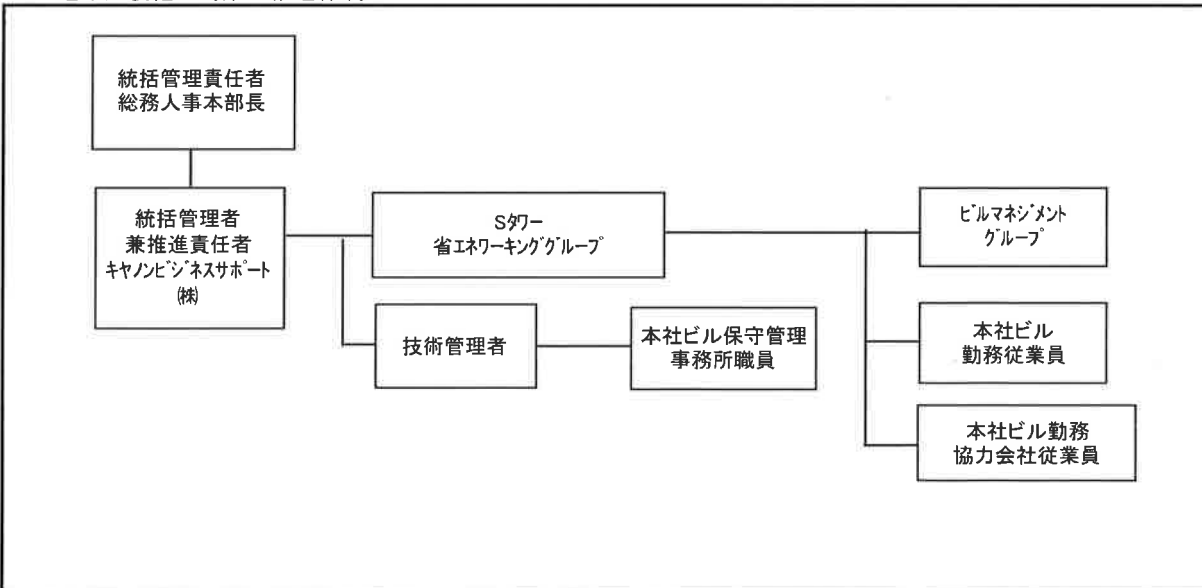 統括管理責任者
総務人事本部長
統括管理者
兼推進責任者
キヤノンビジネスサポート
㈱
Sタワー
省エネワーキンググループ
ビルマネジメント
グループ
技術管理者
本社ビル保守管理
事務所職員
本社ビル
勤務従業員
本社ビル勤務
協力会社従業員